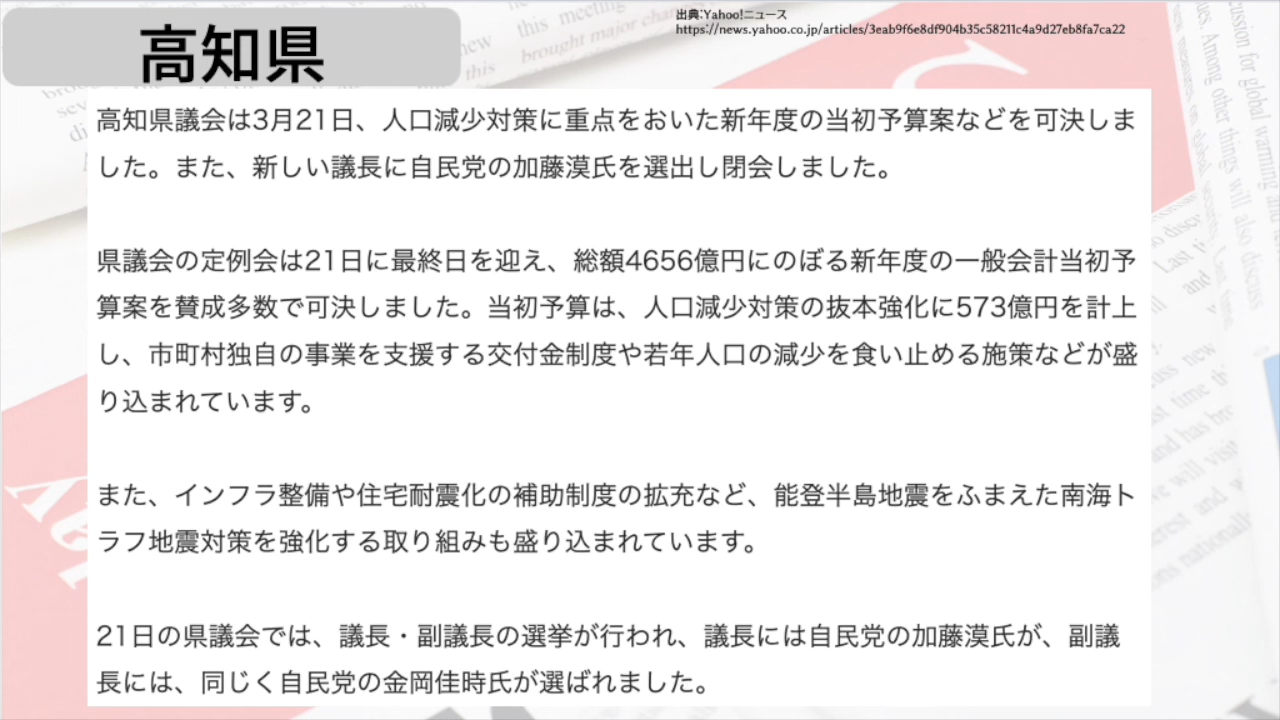 高知県
出典:Yahoo!ニュース
https://news.yahoo.co.jp/articles/3eab9f6e8df904b35c58211c4a9d27eb8fa7ca22
高知県議会は3月21日、人口減少対策に重点をおいた新年度の当初予算案などを可決しま
した。また、新しい議長に自民党の加藤漠氏を選出し閉会しました。
県議会の定例会は21日に最終日を迎え、総額4656億円にのぼる新年度の一般会計当初予
算案を賛成多数で可決しました。当初予算は、人口減少対策の抜本強化に573億円を計上
し、市町村独自の事業を支援する交付金制度や若年人口の減少を食い止める施策などが盛
り込まれています。
また、インフラ整備や住宅耐震化の補助制度の拡充など、能登半島地震をふまえた南海ト
ラフ地震対策を強化する取り組みも盛り込まれています。
21日の県議会では、議長・副議長の選挙が行われ、議長には自民党の加藤漠氏が、副議
長には、同じく自民党の金岡佳時氏が選ばれました。